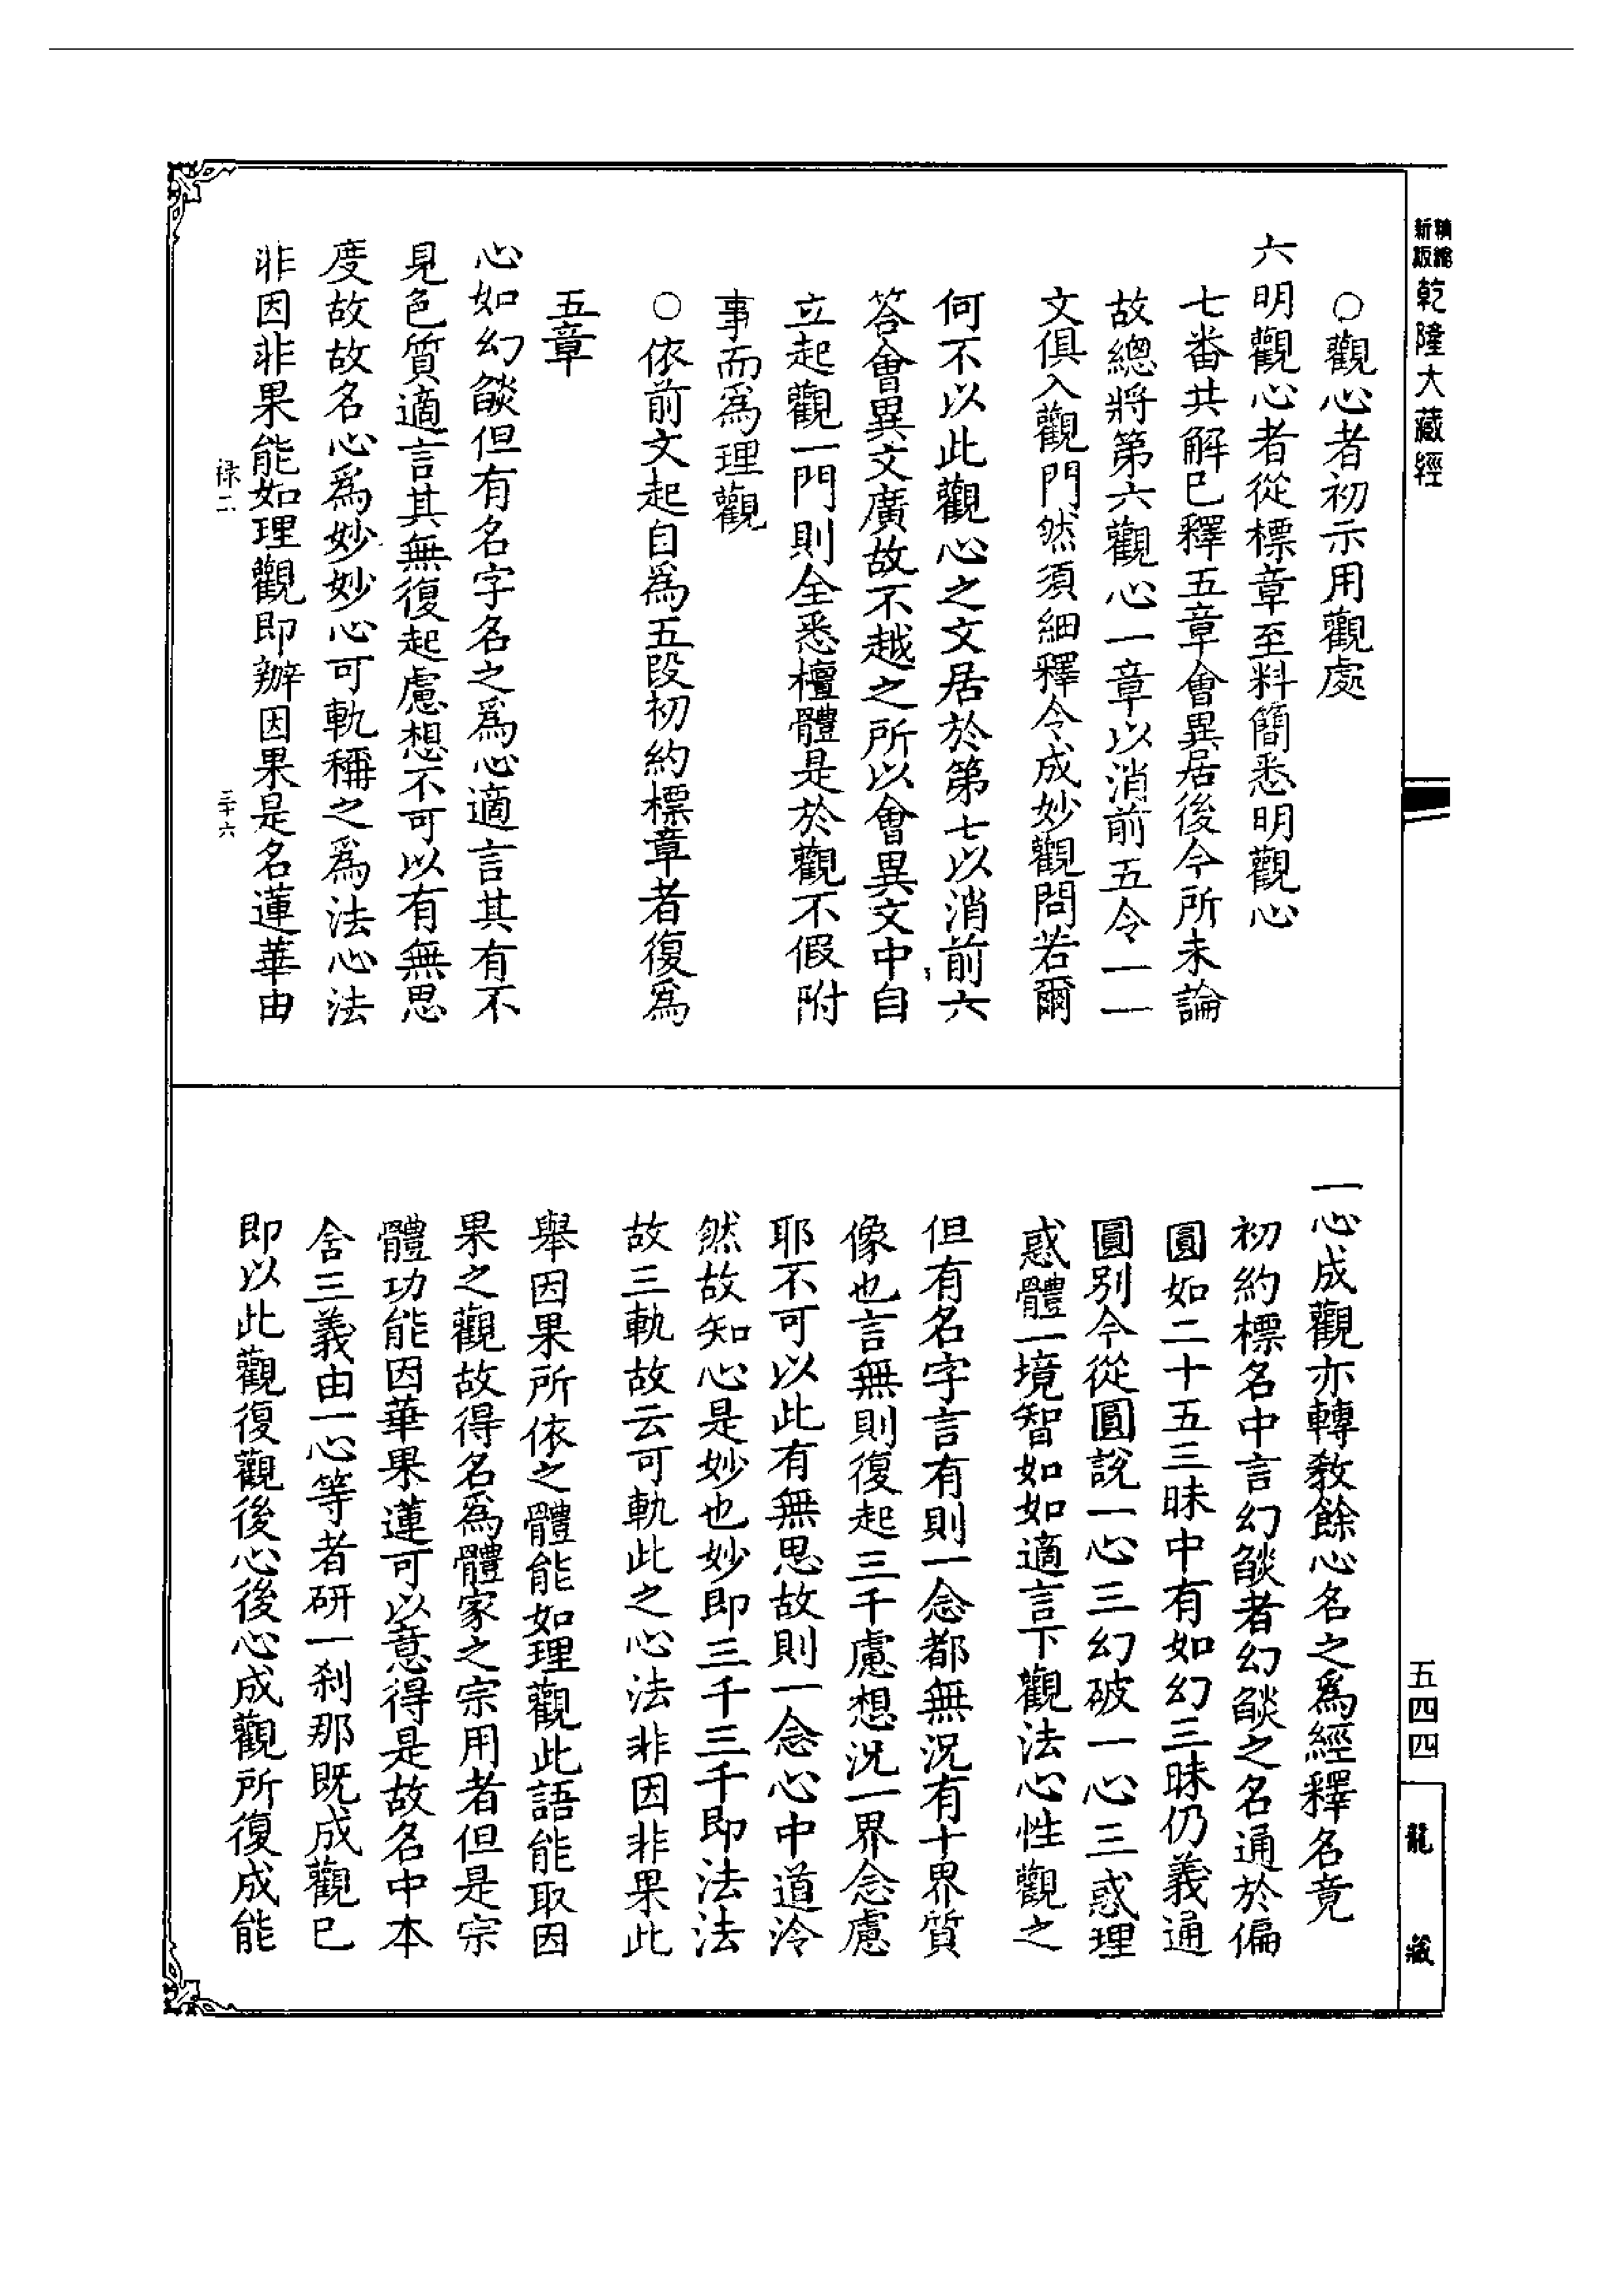 新版
精縮
乾隆大藏經
○觀心者初示用觀處
六明觀心者從標章至料簡悉明觀心
七番共解已釋五章會異居後今所未論
故總將第六觀心一章以消前五令一一
文俱入觀門然須細釋令成妙觀問若爾
何不以此觀心之文居於第七以消前六
答會異文廣故不越之所以會異文中自
立起觀一門則全悉檀體是於觀不假附
事而為理觀
○依前文起自為五段初約標章者復為
五章
心如幻燄但有名字名之為心適言其有不
見色質適言其無復起慮想不可以有無思
度故故名心為妙妙心可軌稱之為法心法
非因非果能如理觀即辦因果是名蓮華由
祿二
三十六
一心成觀亦轉敎餘心名之為經釋名竟
初約標名中言幻燄者幻燄之名通於偏
圓如二十五三昧中有如幻三昧仍義通
圓別今從圓說一心三幻破一心三惑理
惑體一境智如如適言下觀法心性觀之
但有名字言有則一念都無況有十界質
像也言無則復起三千慮想況一界念慮
耶不可以此有無思故則一念心中道泠
然故知心是妙也妙即三千三千即法法
故三軌故云可軌此之心法非因非果此
舉因果所依之體能如理觀此語能取因
果之觀故得名為體家之宗用者但是宗
體功能因華果蓮可以意得是故名中本
舍三義由一心等者研一刹那既成觀已
即以此觀復觀後心後心成觀所復成能
五四四
龍藏